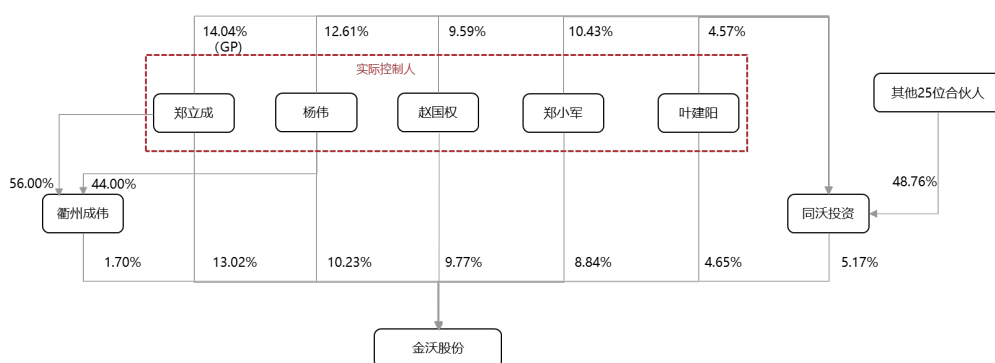 14.04%
(GP)
12.61%
9.59%
10.43%
4.57%
实际控制人
郑立成
杨伟
赵国权
郑小军
叶建阳
其他25位合伙人
56.00%
44.00%
48.76%
衢州成伟
同沃投资
1.70%
13.02%
10.23%
9.77%
8.84%
4.65%
5.17%
金沃股份